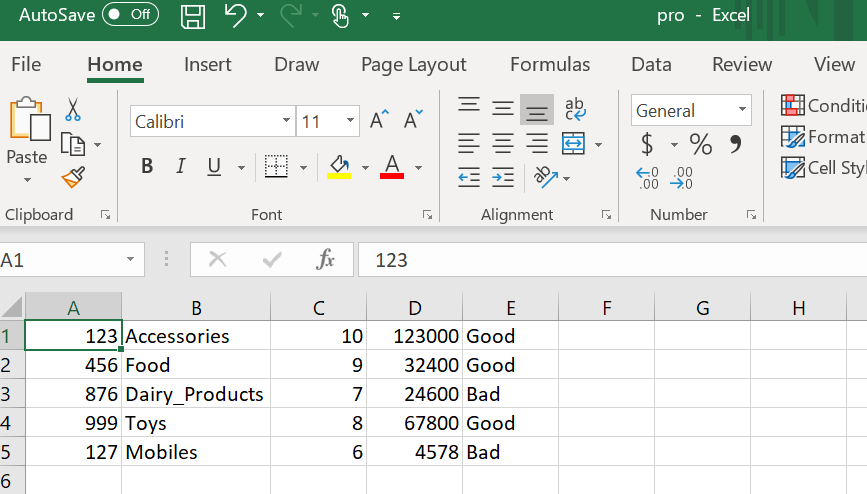 AutoSave Off pro - Excel
File Home Insert Draw Page Layout Formulas Data Review View
Calibri 11 A A ab c General Conditi
Paste B I U A $ % , Format
.00 .00 Cell Styl
Clipboard Font Alignment Number
A1 fx 123
A B C D E F G H
1 123 Accessories 10 123000 Good
2 456 Food 9 32400 Good
3 876 Dairy_Products 7 24600 Bad
4 999 Toys 8 67800 Good
5 127 Mobiles 6 4578 Bad
6